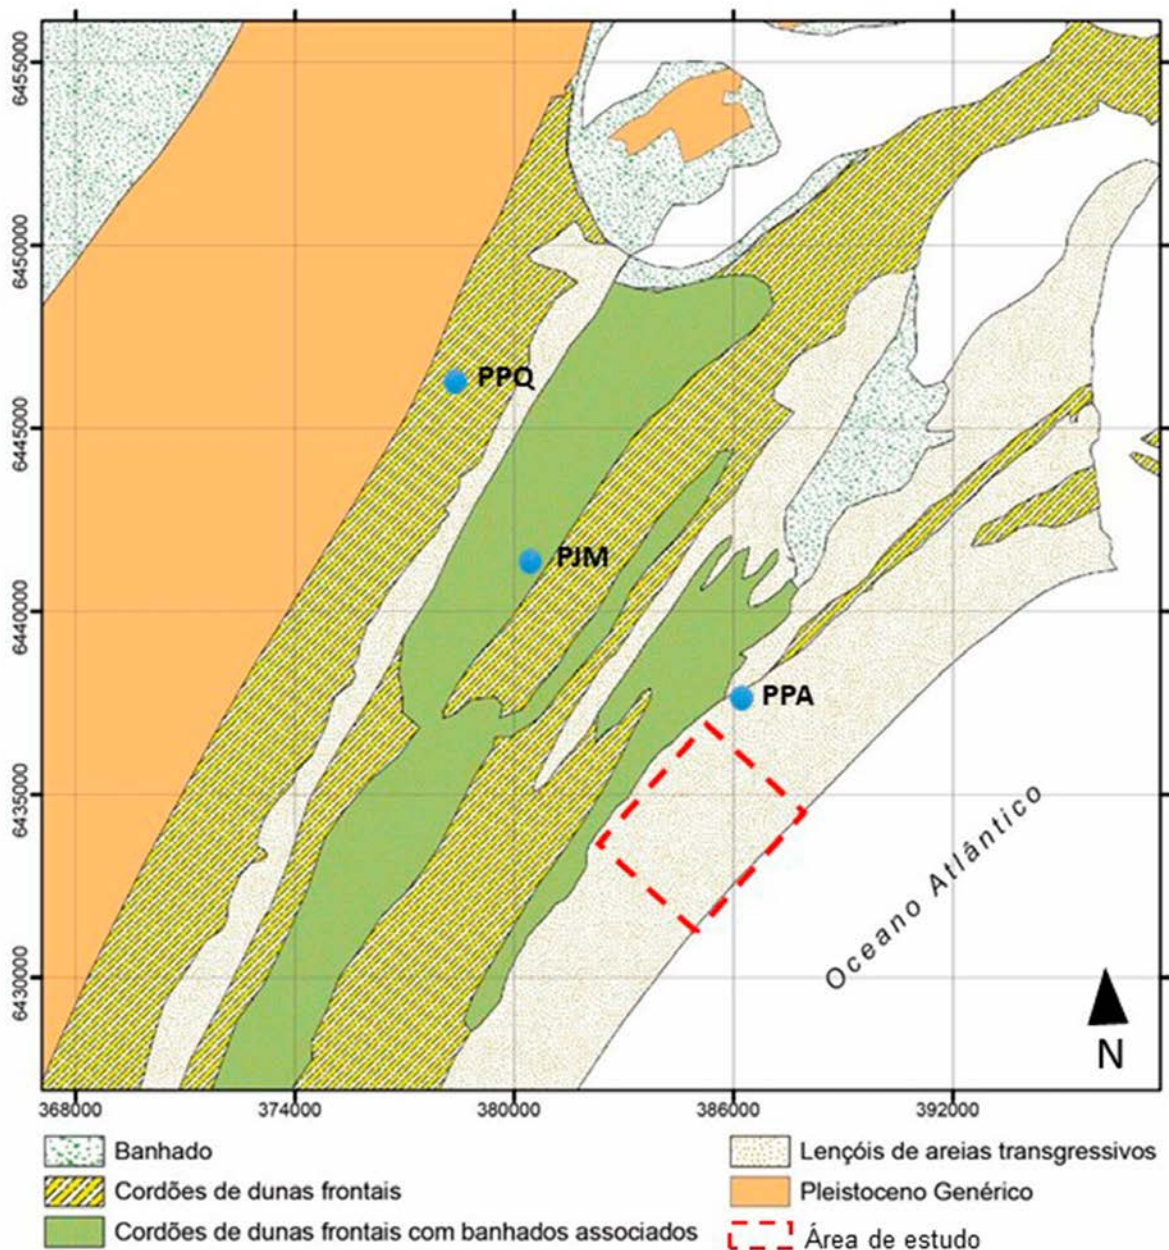 6455000
6450000
6445000
6440000
6435000
6430000
PPQ
PJM
PPA
Oceano Atlântico
N
368000 374000 380000 386000 392000
Banhado
Cordões de dunas frontais
Cordões de dunas frontais com banhados associados
Lençóis de areias transgressivos
Pleistoceno Genérico
Área de estudo